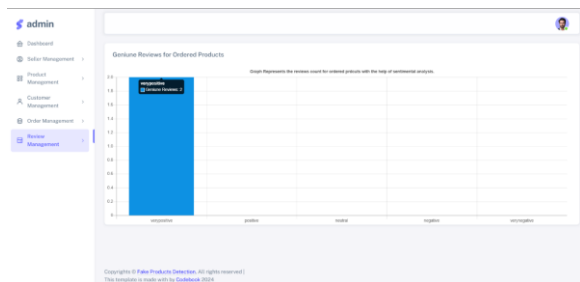 admin
Dashboard
Seller Management
Product
Management
Customer
Management
Order Management
Review
Management
Geniune Reviews for Ordered Products
Graph Represents the reviews count for ordered prducts with the help of sentimental analysis.
2.0
1.8
1.6
1.4
1.2
1.0
0.8
0.6
0.4
0.2
0
verypositive
Geniune Reviews: 2
verypositive
positive
neutral
negative
verynegative
Copyrights © Fake Products Detection. All rights reserved |
This template is made with by Codebook 2024